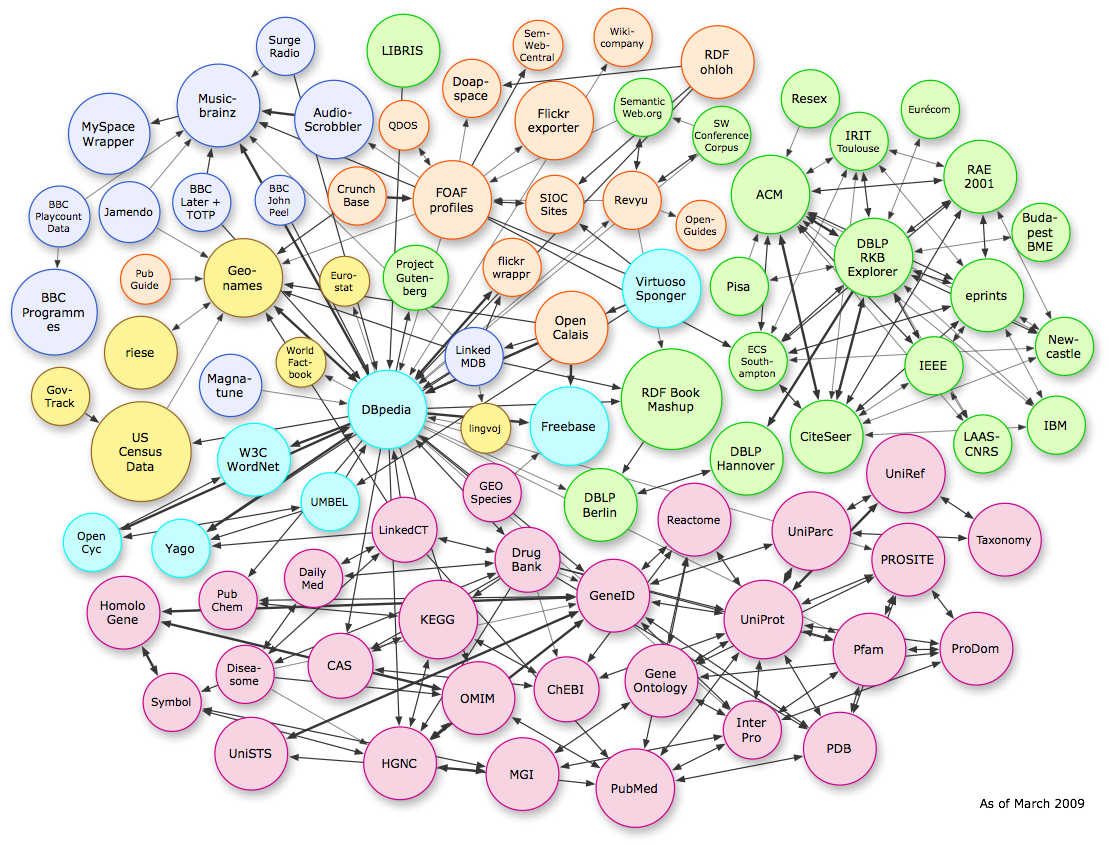 Surge
Radio
LIBRIS
Sem-
Web-
Central
Wiki-
company
RDF
ohloh
Doap-
space
Music-
brainz
Audio-
Scrobbler
MySpace
Wrapper
QDOS
Flickr
exporter
Semantic
Web.org
SW
Conference
Corpus
Resex
Eurécom
IRIT
Toulouse
RAE
2001
BBC
Playcount
Data
Jamendo
BBC
Later +
TOTP
BBC
John
Peel
Crunch
Base
FOAF
profiles
SIOC
Sites
Revyu
Open-
Guides
ACM
Buda-
pest
BME
DBLP
RKB
Explorer
Pub
Guide
Geo-
names
Euro-
stat
Project
Guten-
berg
flickr
wrappr
Virtuoso
Sponger
Pisa
eprints
BBC
Programm
es
riese
World
Fact-
book
Linked
MDB
Open
Calais
ECS
South-
ampton
IEEE
New-
castle
Gov-
Track
Magna-
tune
DBpedia
lingvoj
Freebase
RDF Book
Mashup
CiteSeer
LAAS-
CNRS
IBM
US
Census
Data
W3C
WordNet
DBLP
Hannover
UniRef
GEO
Species
DBLP
Berlin
UMBEL
Open
Cyc
Yago
LinkedCT
Reactome
UniParc
Taxonomy
Drug
Bank
PROSITE
Daily
Med
Pub
Chem
Homolo
Gene
KEGG
GeneID
UniProt
Pfam
ProDom
Disea-
some
CAS
ChEBI
Gene
Ontology
Symbol
OMIM
Inter
Pro
UniSTS
HGNC
MGI
PubMed
PDB
As of March 2009